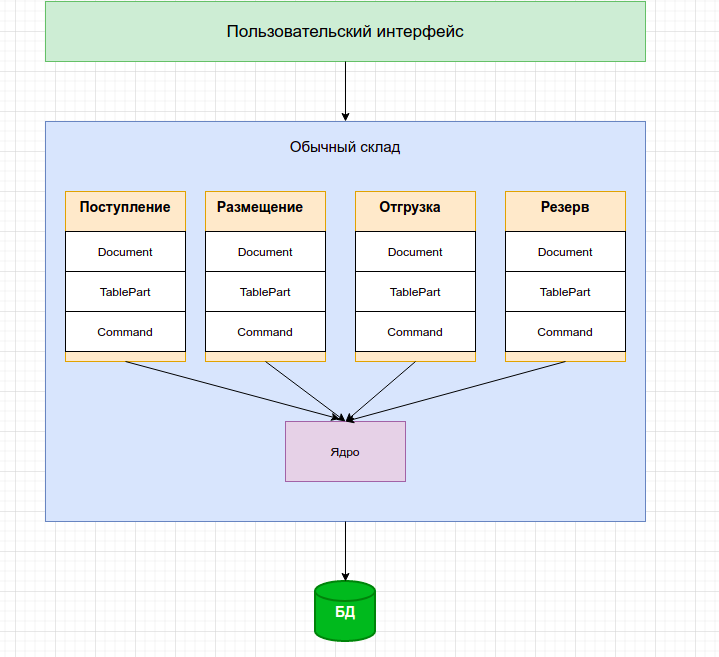 Пользовательский интерфейс
Обычный склад
Поступление
Размещение
Отгрузка
Резерв
Document
Document
Document
Document
TablePart
TablePart
TablePart
TablePart
Command
Command
Command
Command
Ядро
БД